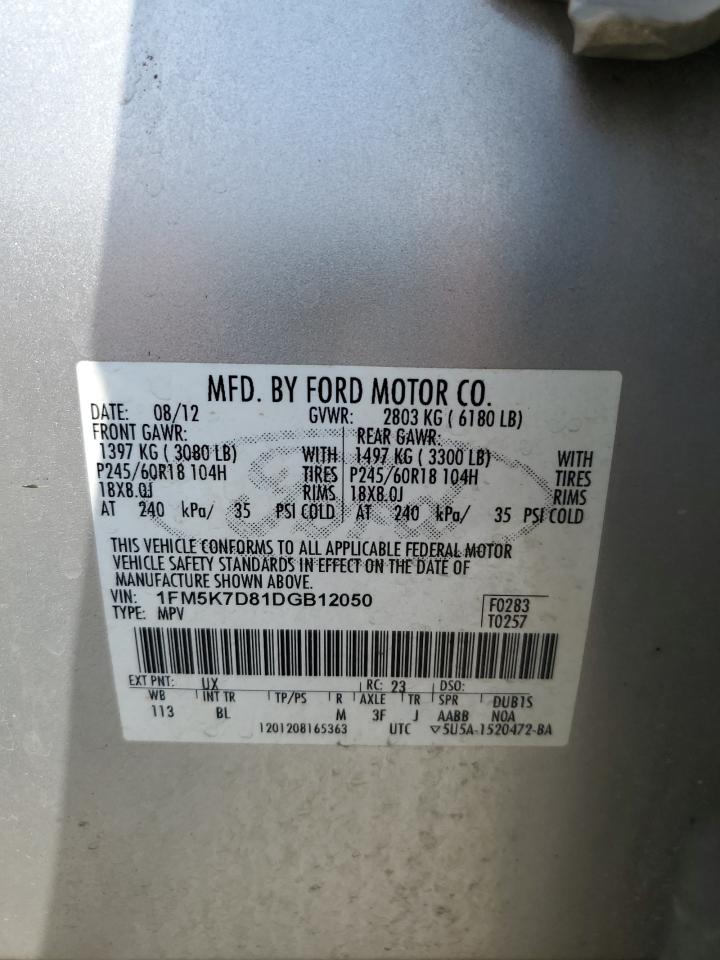 MFD. BY FORD MOTOR CO.
DATE: 08/12 GVWR: 2803 KG ( 6180 LB)
FRONT GAWR: REAR GAWR:
1397 KG ( 3080 LB) WITH 1497 KG ( 3300 LB) WITH
P245/60R18 104H TIRES P245/60R18 104H TIRES
18X8.0J RIMS 18X8.0J RIMS
AT 240 kPa/ 35 PSI COLD AT 240 kPa/ 35 PSI COLD
THIS VEHICLE CONFORMS TO ALL APPLICABLE FEDERAL MOTOR
VEHICLE SAFETY STANDARDS IN EFFECT ON THE DATE OF
MANUFACTURE SHOWN ABOVE.
VIN: 1FM5K7D81DGB12050 F0283
TYPE: MPV T0257
EXT PNT: UX RC: 23 DSO:
WB INT TR TP/PS R AXLE TR SPR DUB1S
113 BL M 3F J AABB NOA
1201208165363 UTC ▽5U5A-1520472-BA
Ford